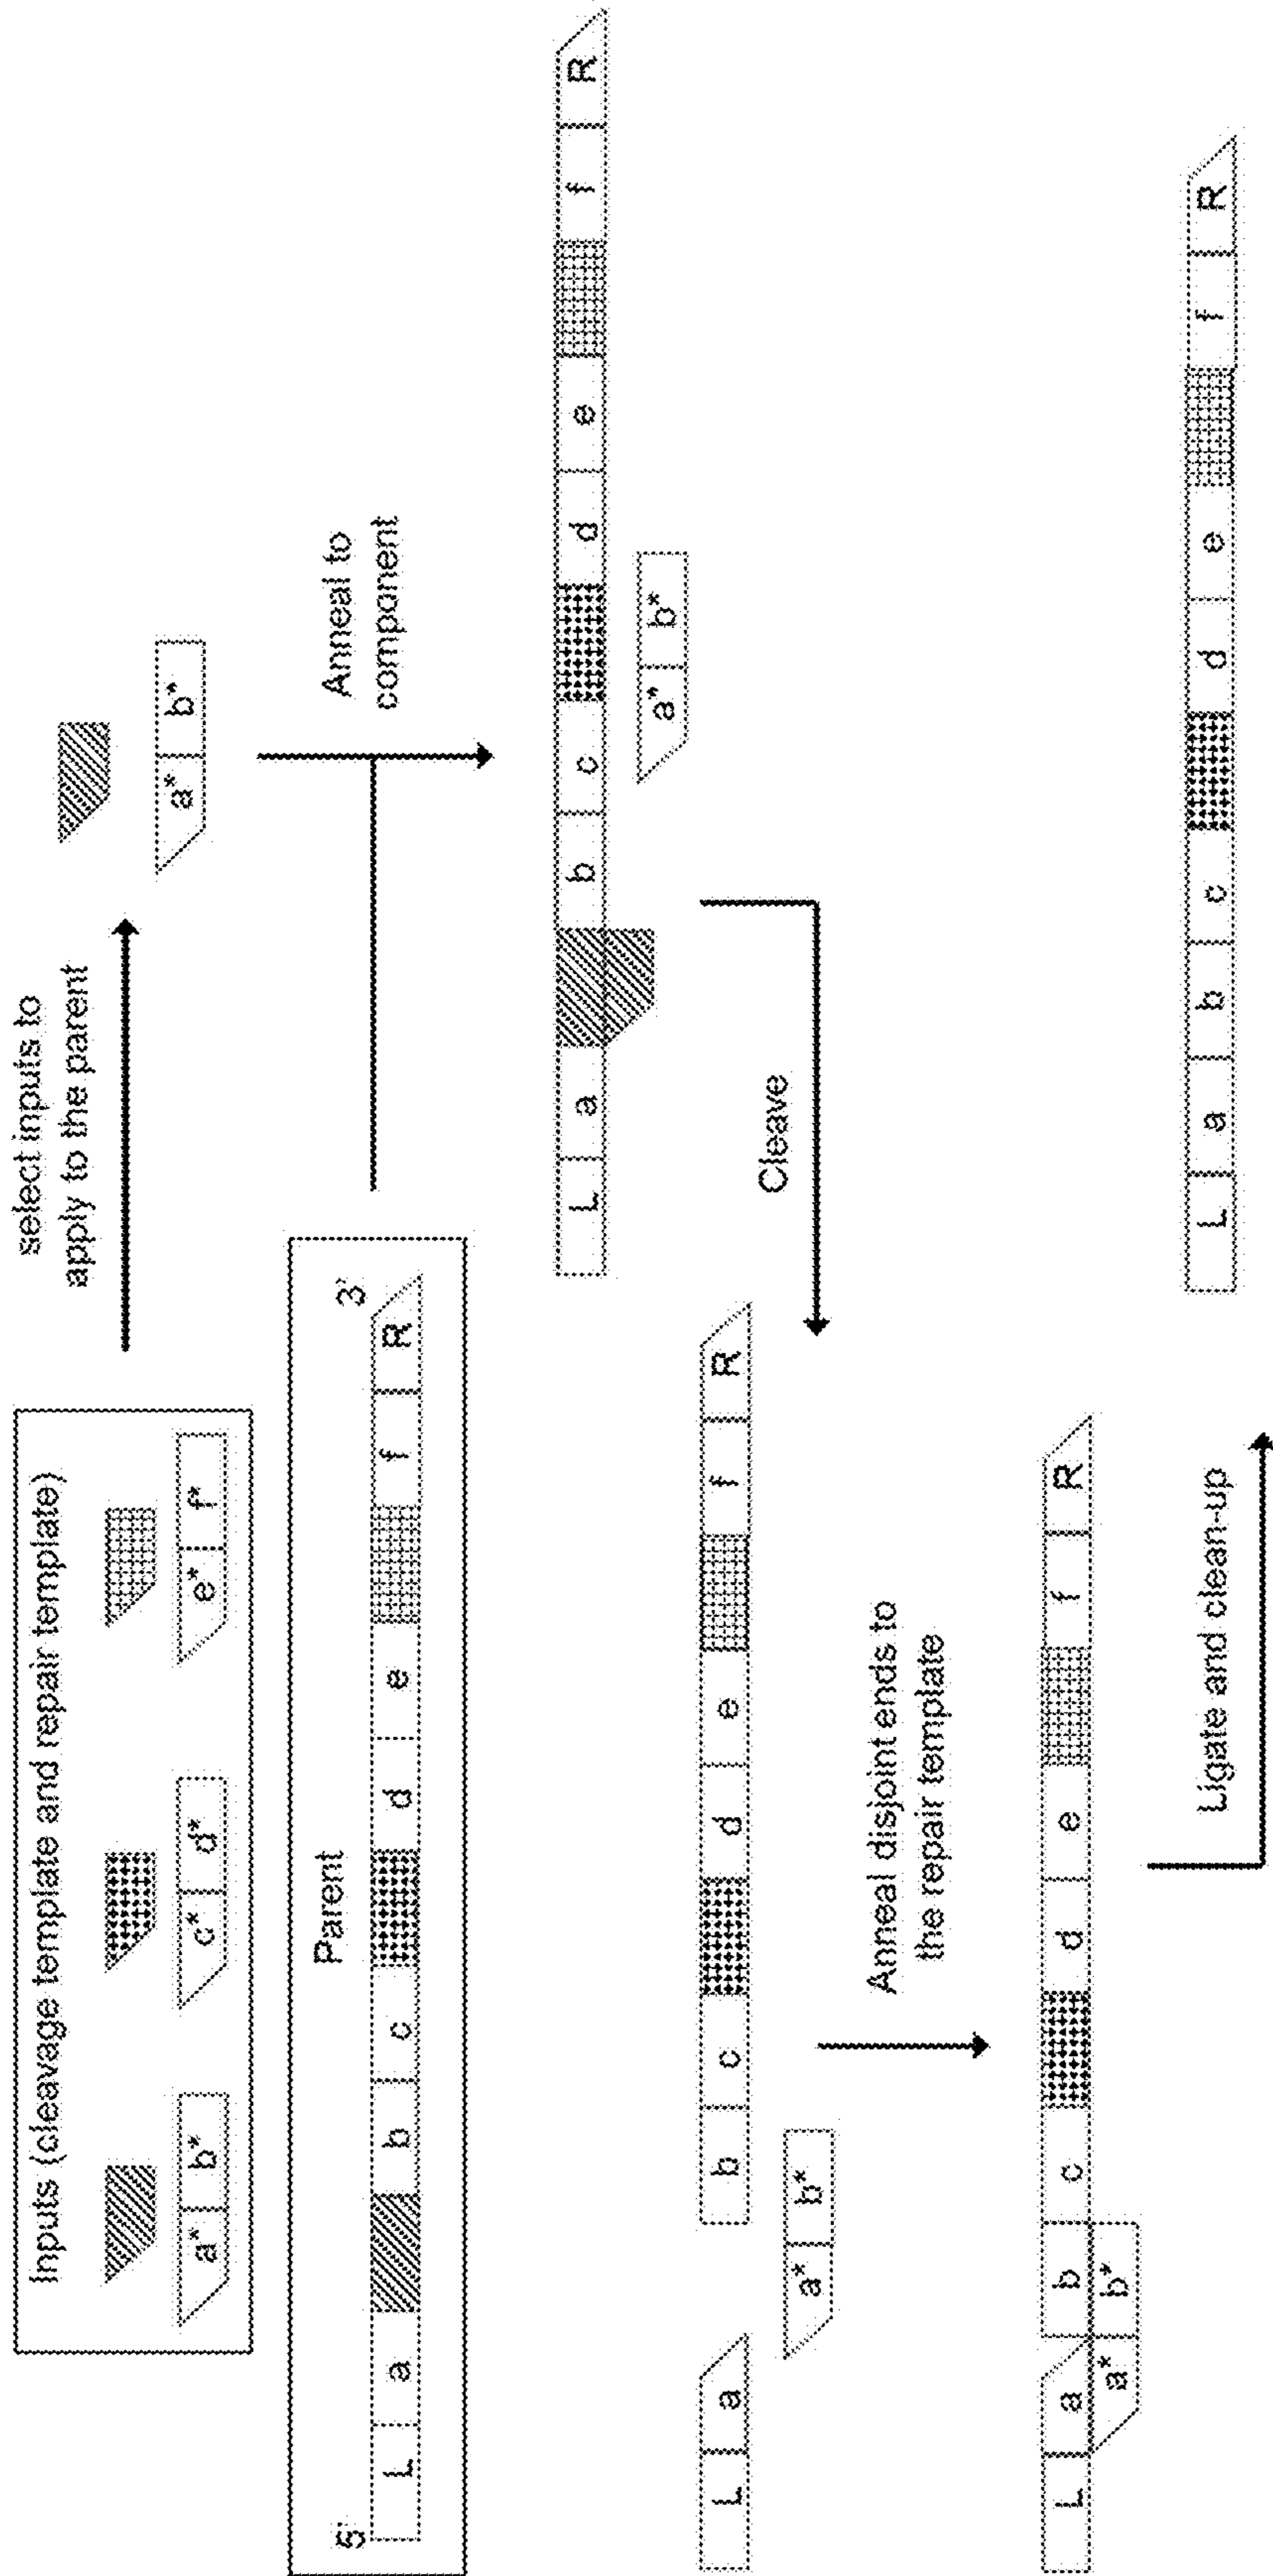 Inputs (cleavage template and repair template)
a* b* c* d* e* f*
select inputs to
apply to the parent
a* b*
Parent
5' 3'
L a b c d e f R
Anneal to
component
L a b c d e f R
a* b*
Cleave
L a b c d e f R
a* b*
Anneal disjoint ends to
the repair template
L a b c d e f R
a* b*
Ligate and clean-up
L a b c d e f R